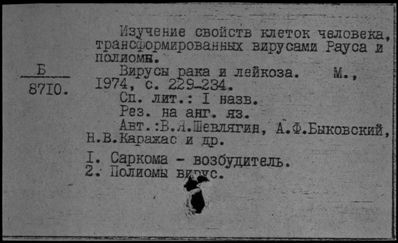 Изучение свойств клеток человека,
трансформированных вирусами Рауса и
полиомы.
Б
8710.
Вирусы рака и лейкоза. М.,
1974, с. 229-234.
Сп. лит.: I назв.
Рез. на анг. яз.
Авт.:В.Я.Шевлягин, А.Ф.Быковский,
Н.В.Каражас и др.
1. Саркома - возбудитель.
2. Полиомы вирус.